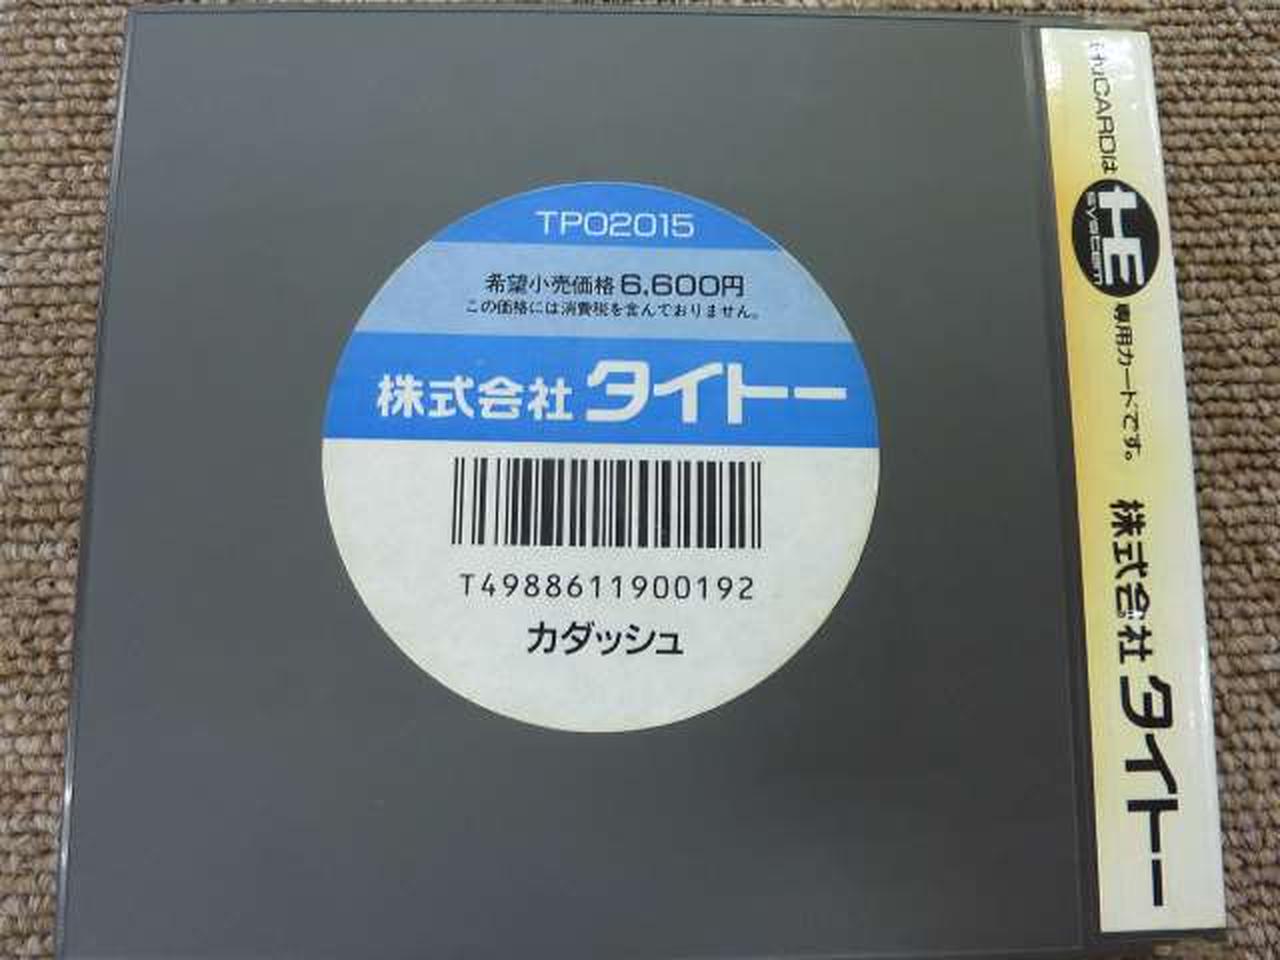 TP02015
希望小売価格 6,600円
この価格には消費税を含んでおりません。
株式会社 タイトー
T4988611900192
カダッシュ
HuCARDは HE system 専用カードです。 株式会社 タイトー